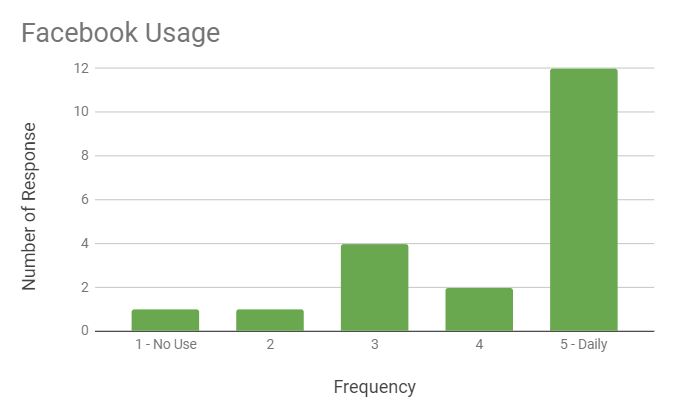 Facebook Usage
Number of Response
12
10
8
6
4
2
0
1 - No Use
2
3
4
5 - Daily
Frequency